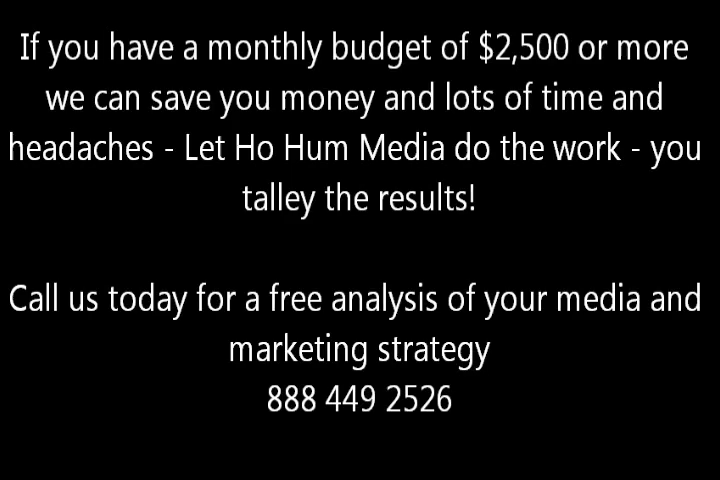 If you have a monthly budget of $2,500 or more
we can save you money and lots of time and
headaches - Let Ho Hum Media do the work - you
talley the results!
Call us today for a free analysis of your media and
marketing strategy
888 449 2526